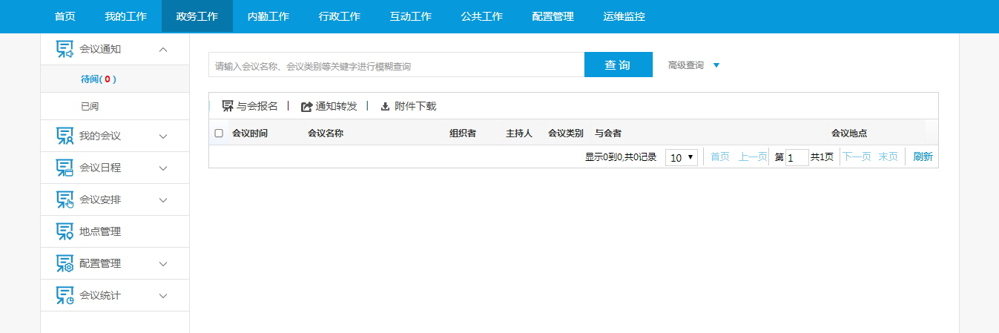 首页 我的工作 政务工作 内勤工作 行政工作 互动工作 公共工作 配置管理 运维监控
会议通知
待阅( 0 )
已阅
我的会议
会议日程
会议安排
地点管理
配置管理
会议统计
请输入会议名称、会议类别等关键字进行模糊查询 查 询 高级查询
与会报名 通知转发 附件下载
会议时间 会议名称 组织者 主持人 会议类别 与会者 会议地点
显示0到0,共0记录 10 首页 上一页 第 1 共1页 下一页 末页 刷新